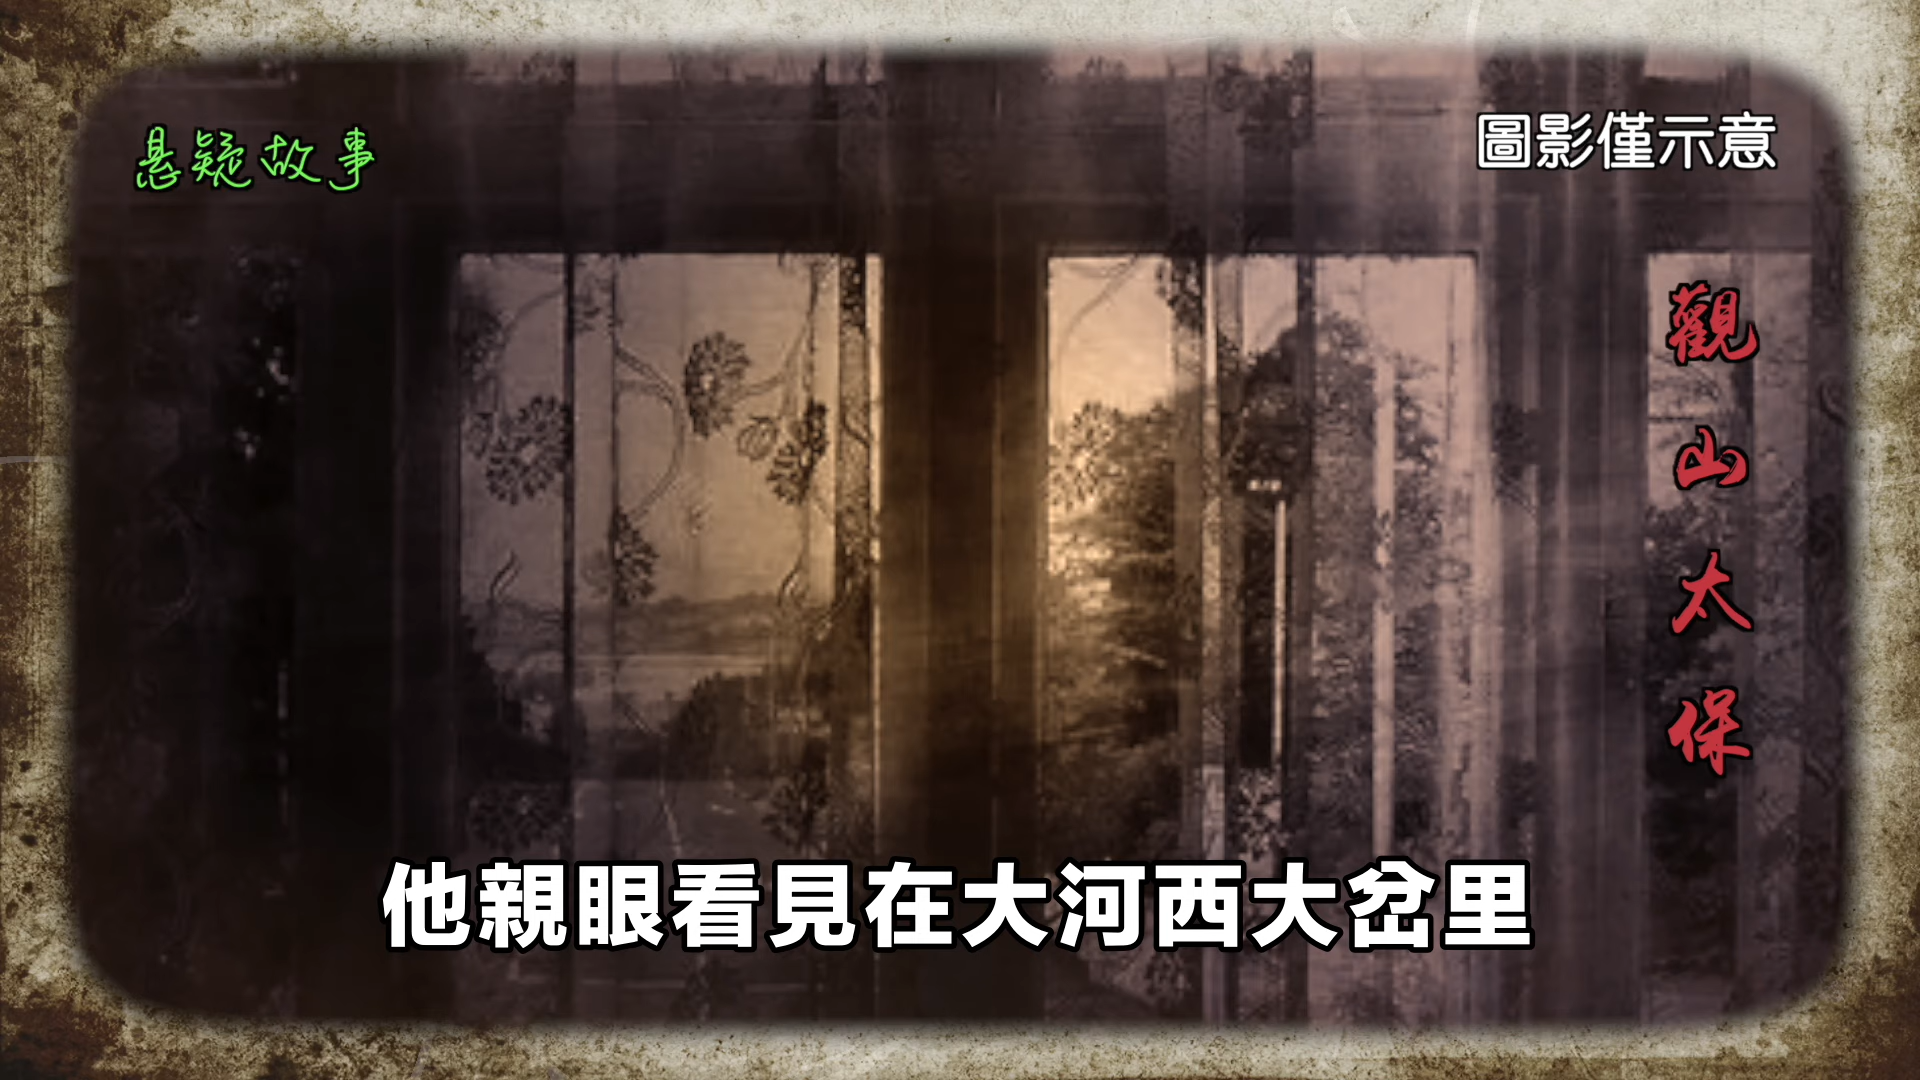 悬疑故事
圖影僅示意
觀山太保
他親眼看見在大河西大岔里